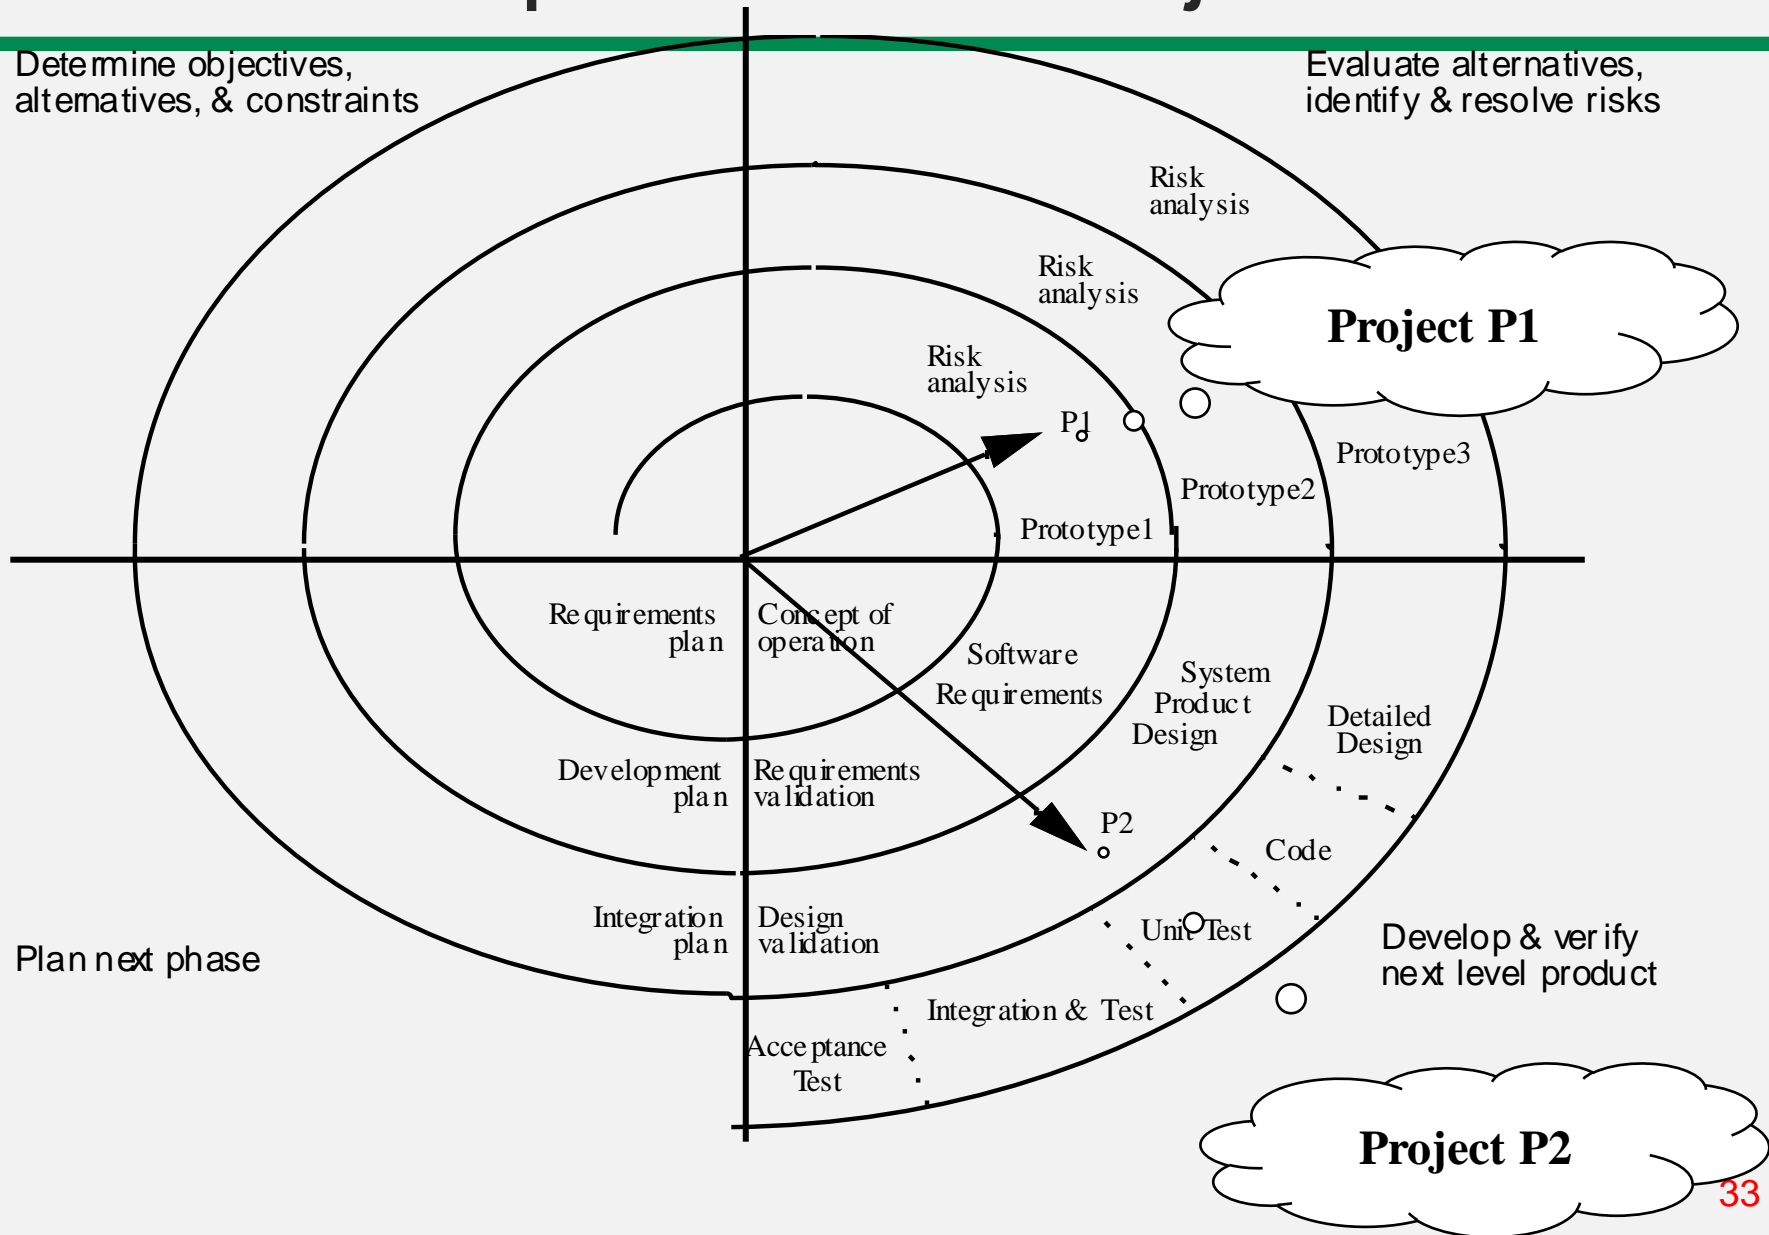 Determine objectives,
alternatives, & constraints
Evaluate alternatives,
identify & resolve risks
Risk
analysis
Risk
analysis
Risk
analysis
Project P1
P1
Prototype3
Prototype2
Prototype1
Requirements
plan
Concept of
operation
Software
Requirements
System
Product
Design
Detailed
Design
Development
plan
Requirements
validation
P2
Code
Integration
plan
Design
validation
Unit Test
Integration & Test
Acceptance
Test
Plan next phase
Develop & verify
next level product
Project P2
33